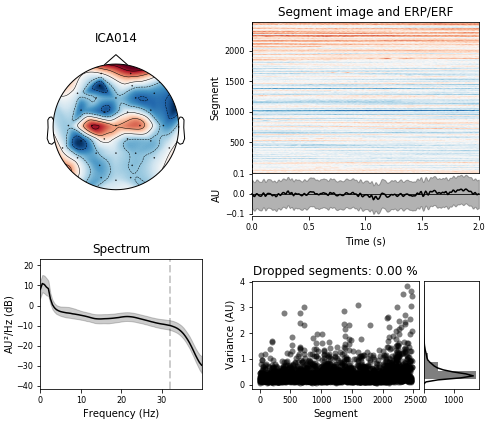 ICA014
Segment image and ERP/ERF
Segment
2000
1500
1000
500
AU
0.1
0.0
−0.1
0.0 0.5 1.0 1.5 2.0
Time (s)
Spectrum
AU²/Hz (dB)
20
10
0
−10
−20
−30
−40
0 10 20 30
Frequency (Hz)
Dropped segments: 0.00 %
Variance (AU)
4
3
2
1
0
0 500 1000 1500 2000 2500
Segment
0 1000